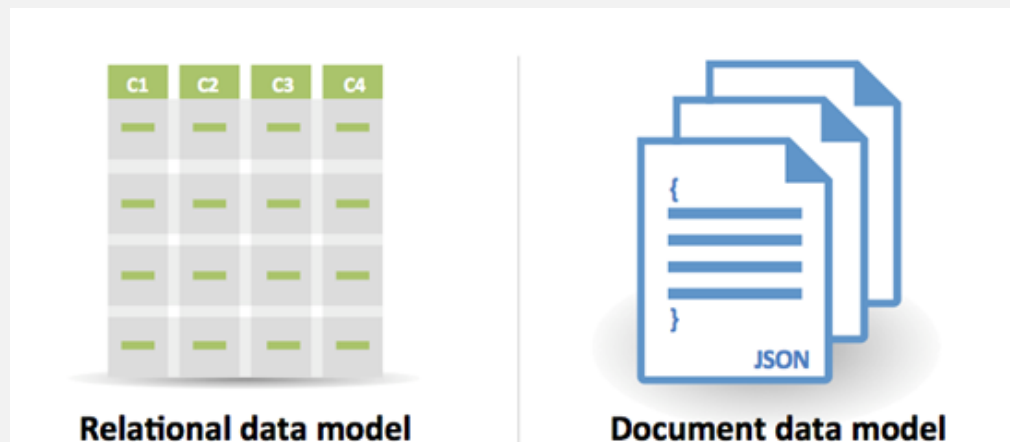 C1 C2 C3 C4
{
}
JSON
Relational data model
Document data model